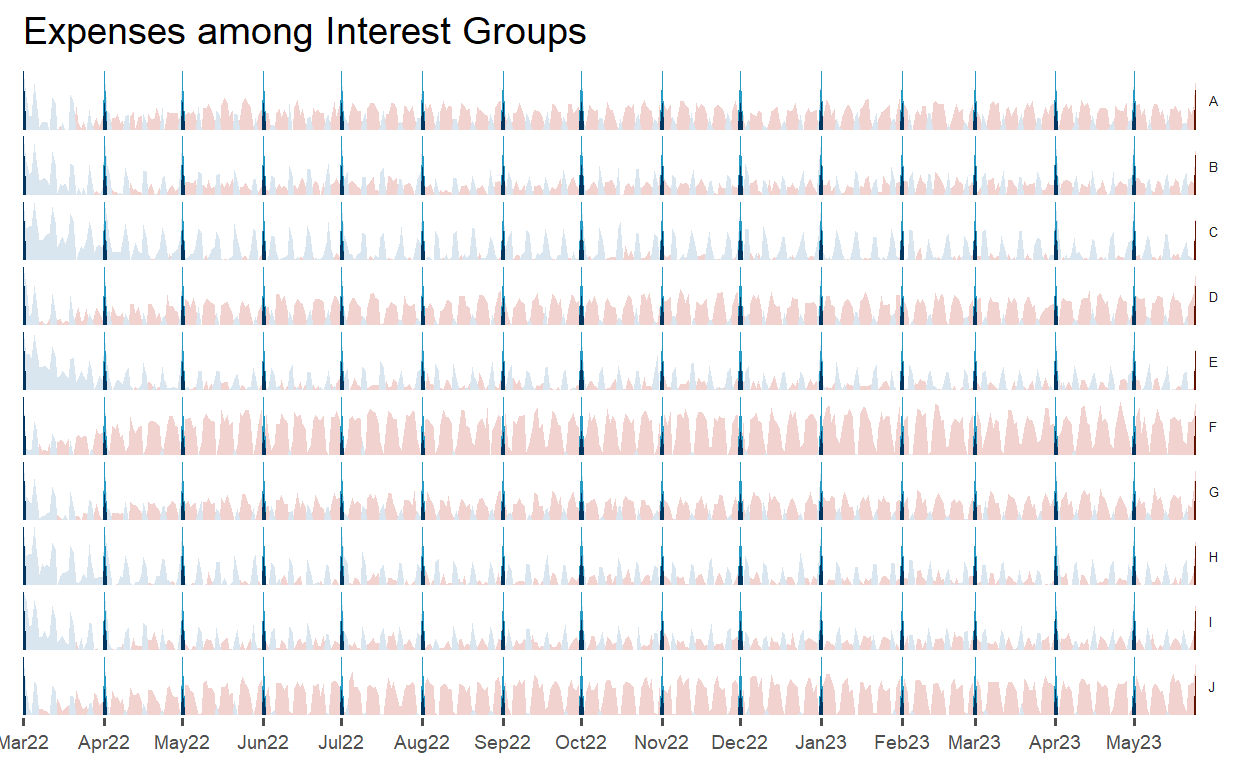 Expenses among Interest Groups
A
B
C
D
E
F
G
H
I
J
Mar22 Apr22 May22 Jun22 Jul22 Aug22 Sep22 Oct22 Nov22 Dec22 Jan23 Feb23 Mar23 Apr23 May23